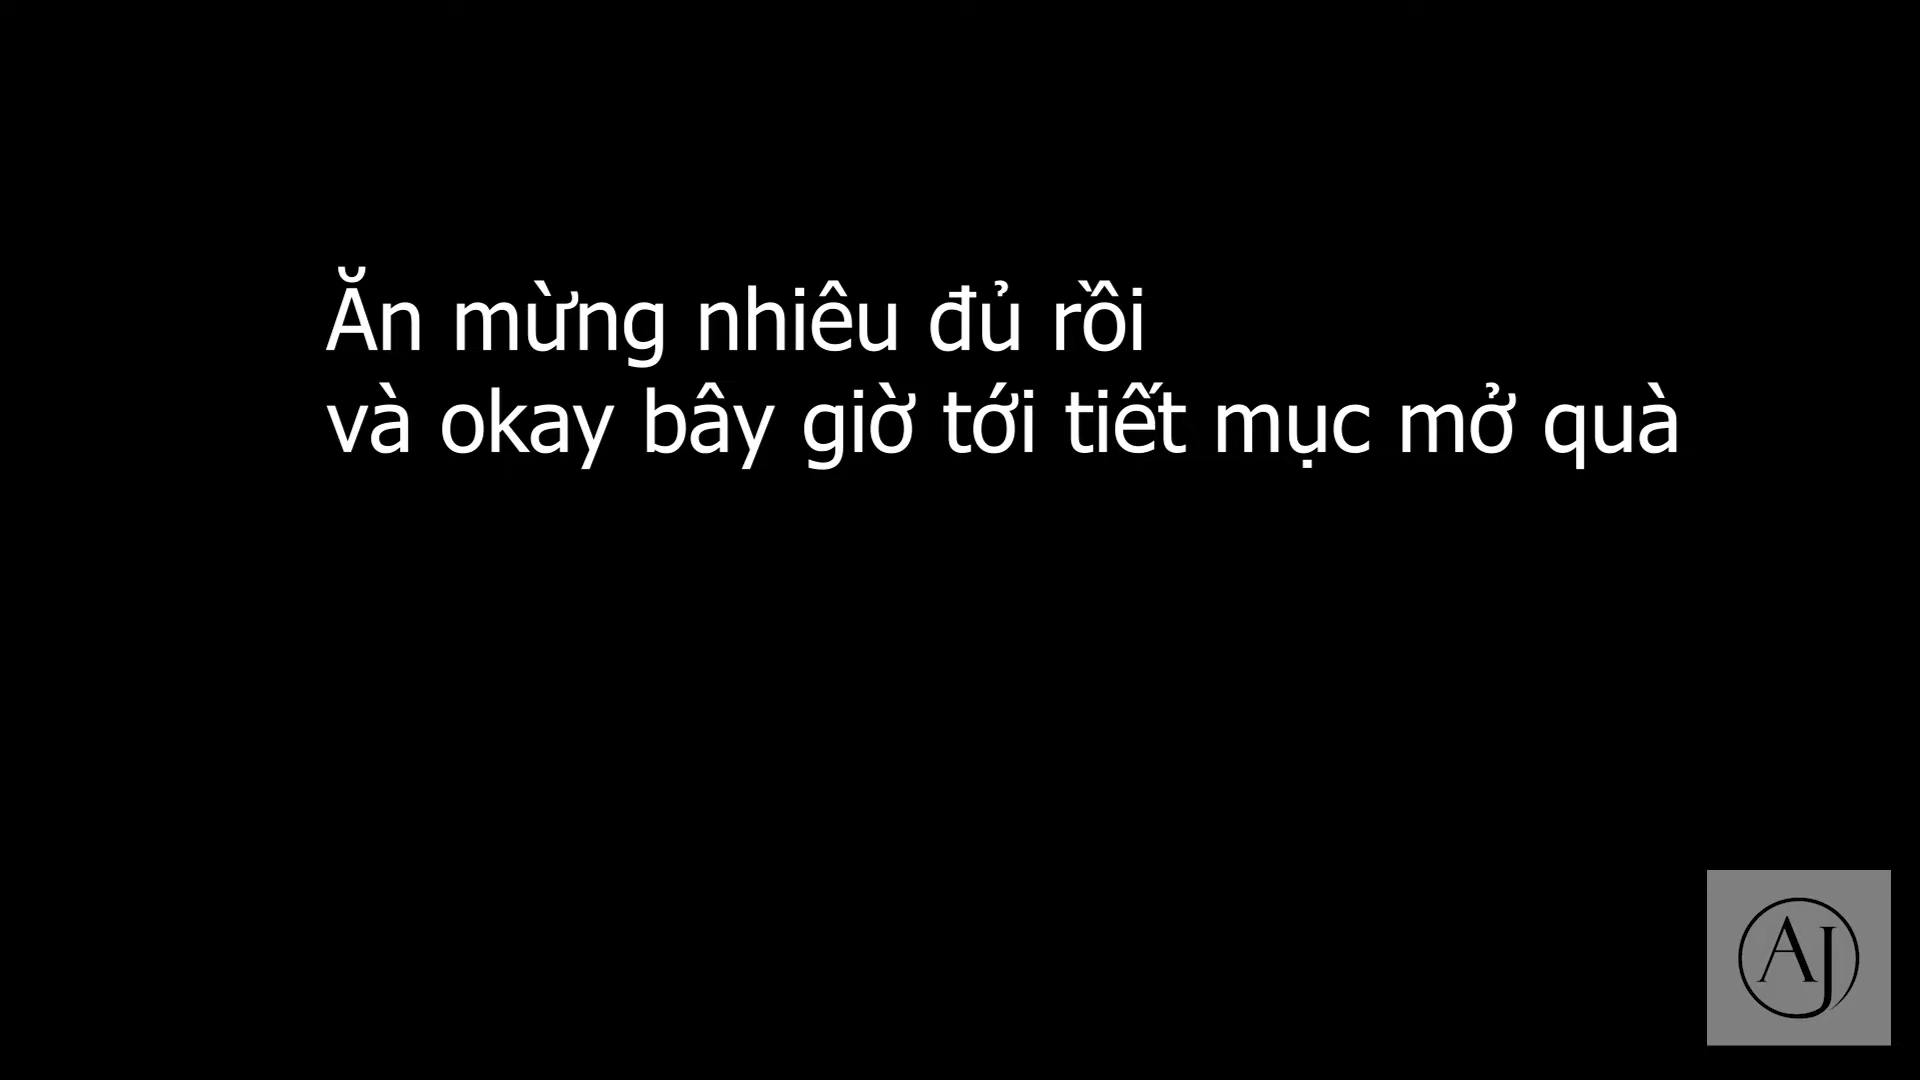 Ăn mừng nhiêu đủ rồi
và okay bây giờ tới tiết mục mở quà
AJ